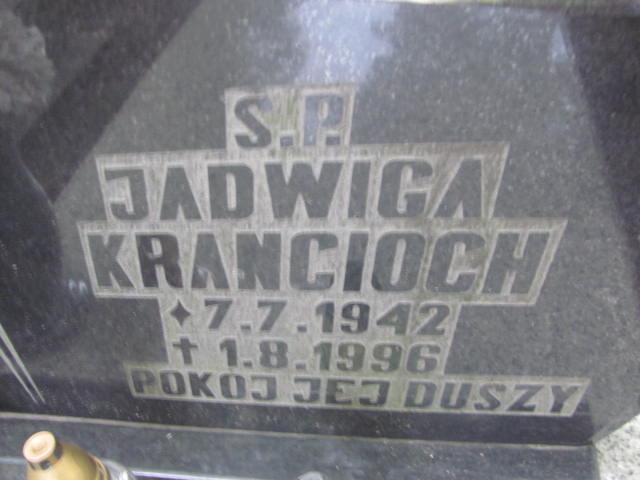 S.P.
JADWIGA
KRANCIOCH
✦ 7.7.1942
† 1.8.1996
POKOJ JEJ DUSZY